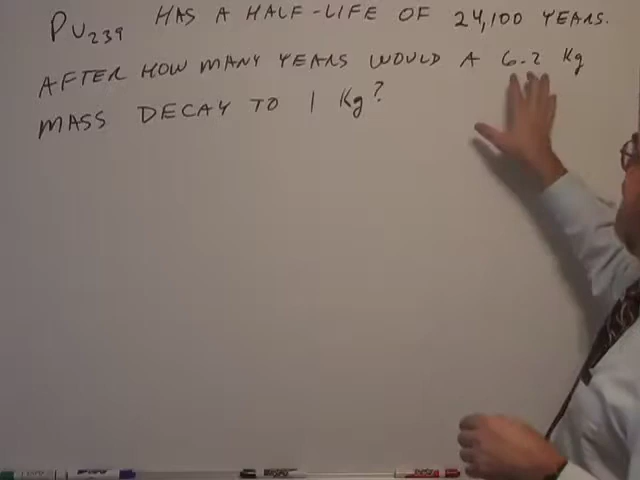 PU239 HAS A HALF-LIFE OF 24,100 YEARS.
AFTER HOW MANY YEARS WOULD A 6.2 Kg
MASS DECAY TO 1 Kg?